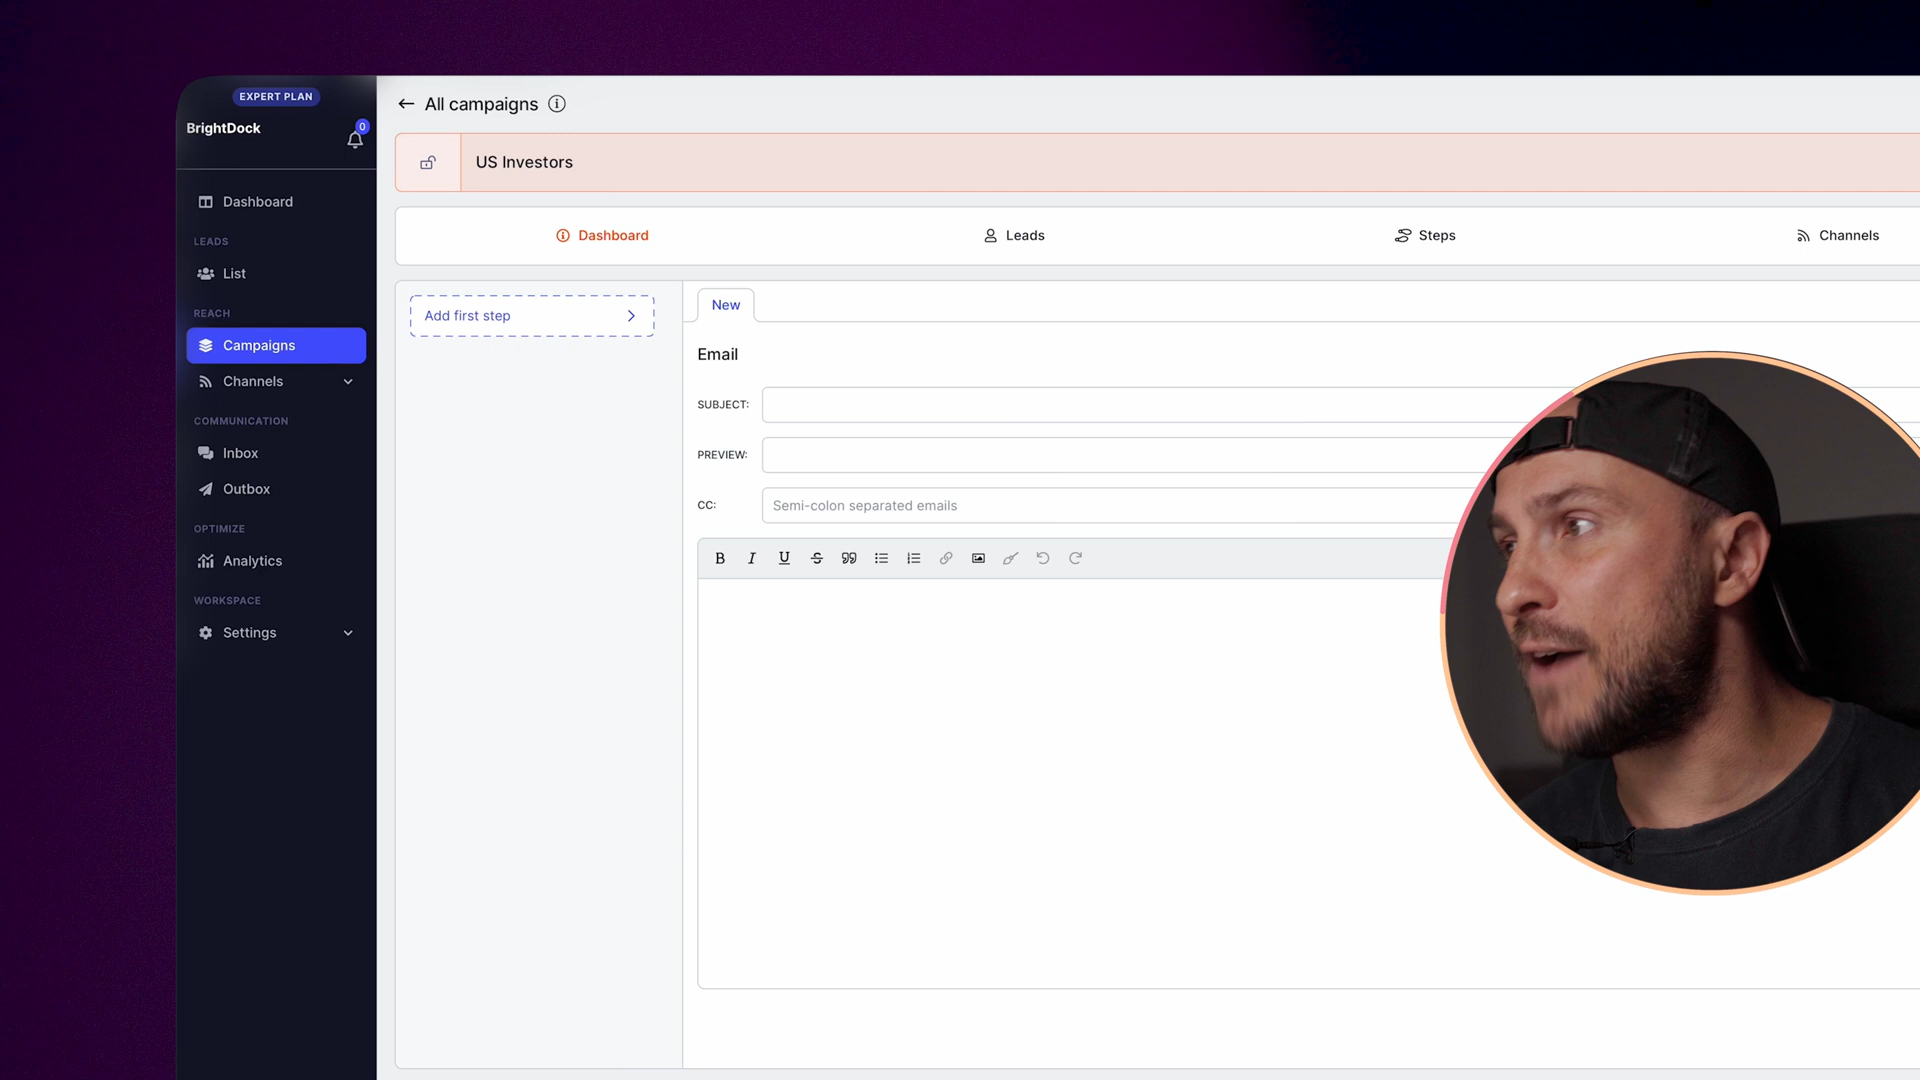 EXPERT PLAN
BrightDock
0
Dashboard
LEADS
List
REACH
Campaigns
Channels
COMMUNICATION
Inbox
Outbox
OPTIMIZE
Analytics
WORKSPACE
Settings
All campaigns
US Investors
Dashboard
Leads
Steps
Channels
Add first step
New
Email
SUBJECT:
PREVIEW:
CC:
Semi-colon separated emails
B I U S